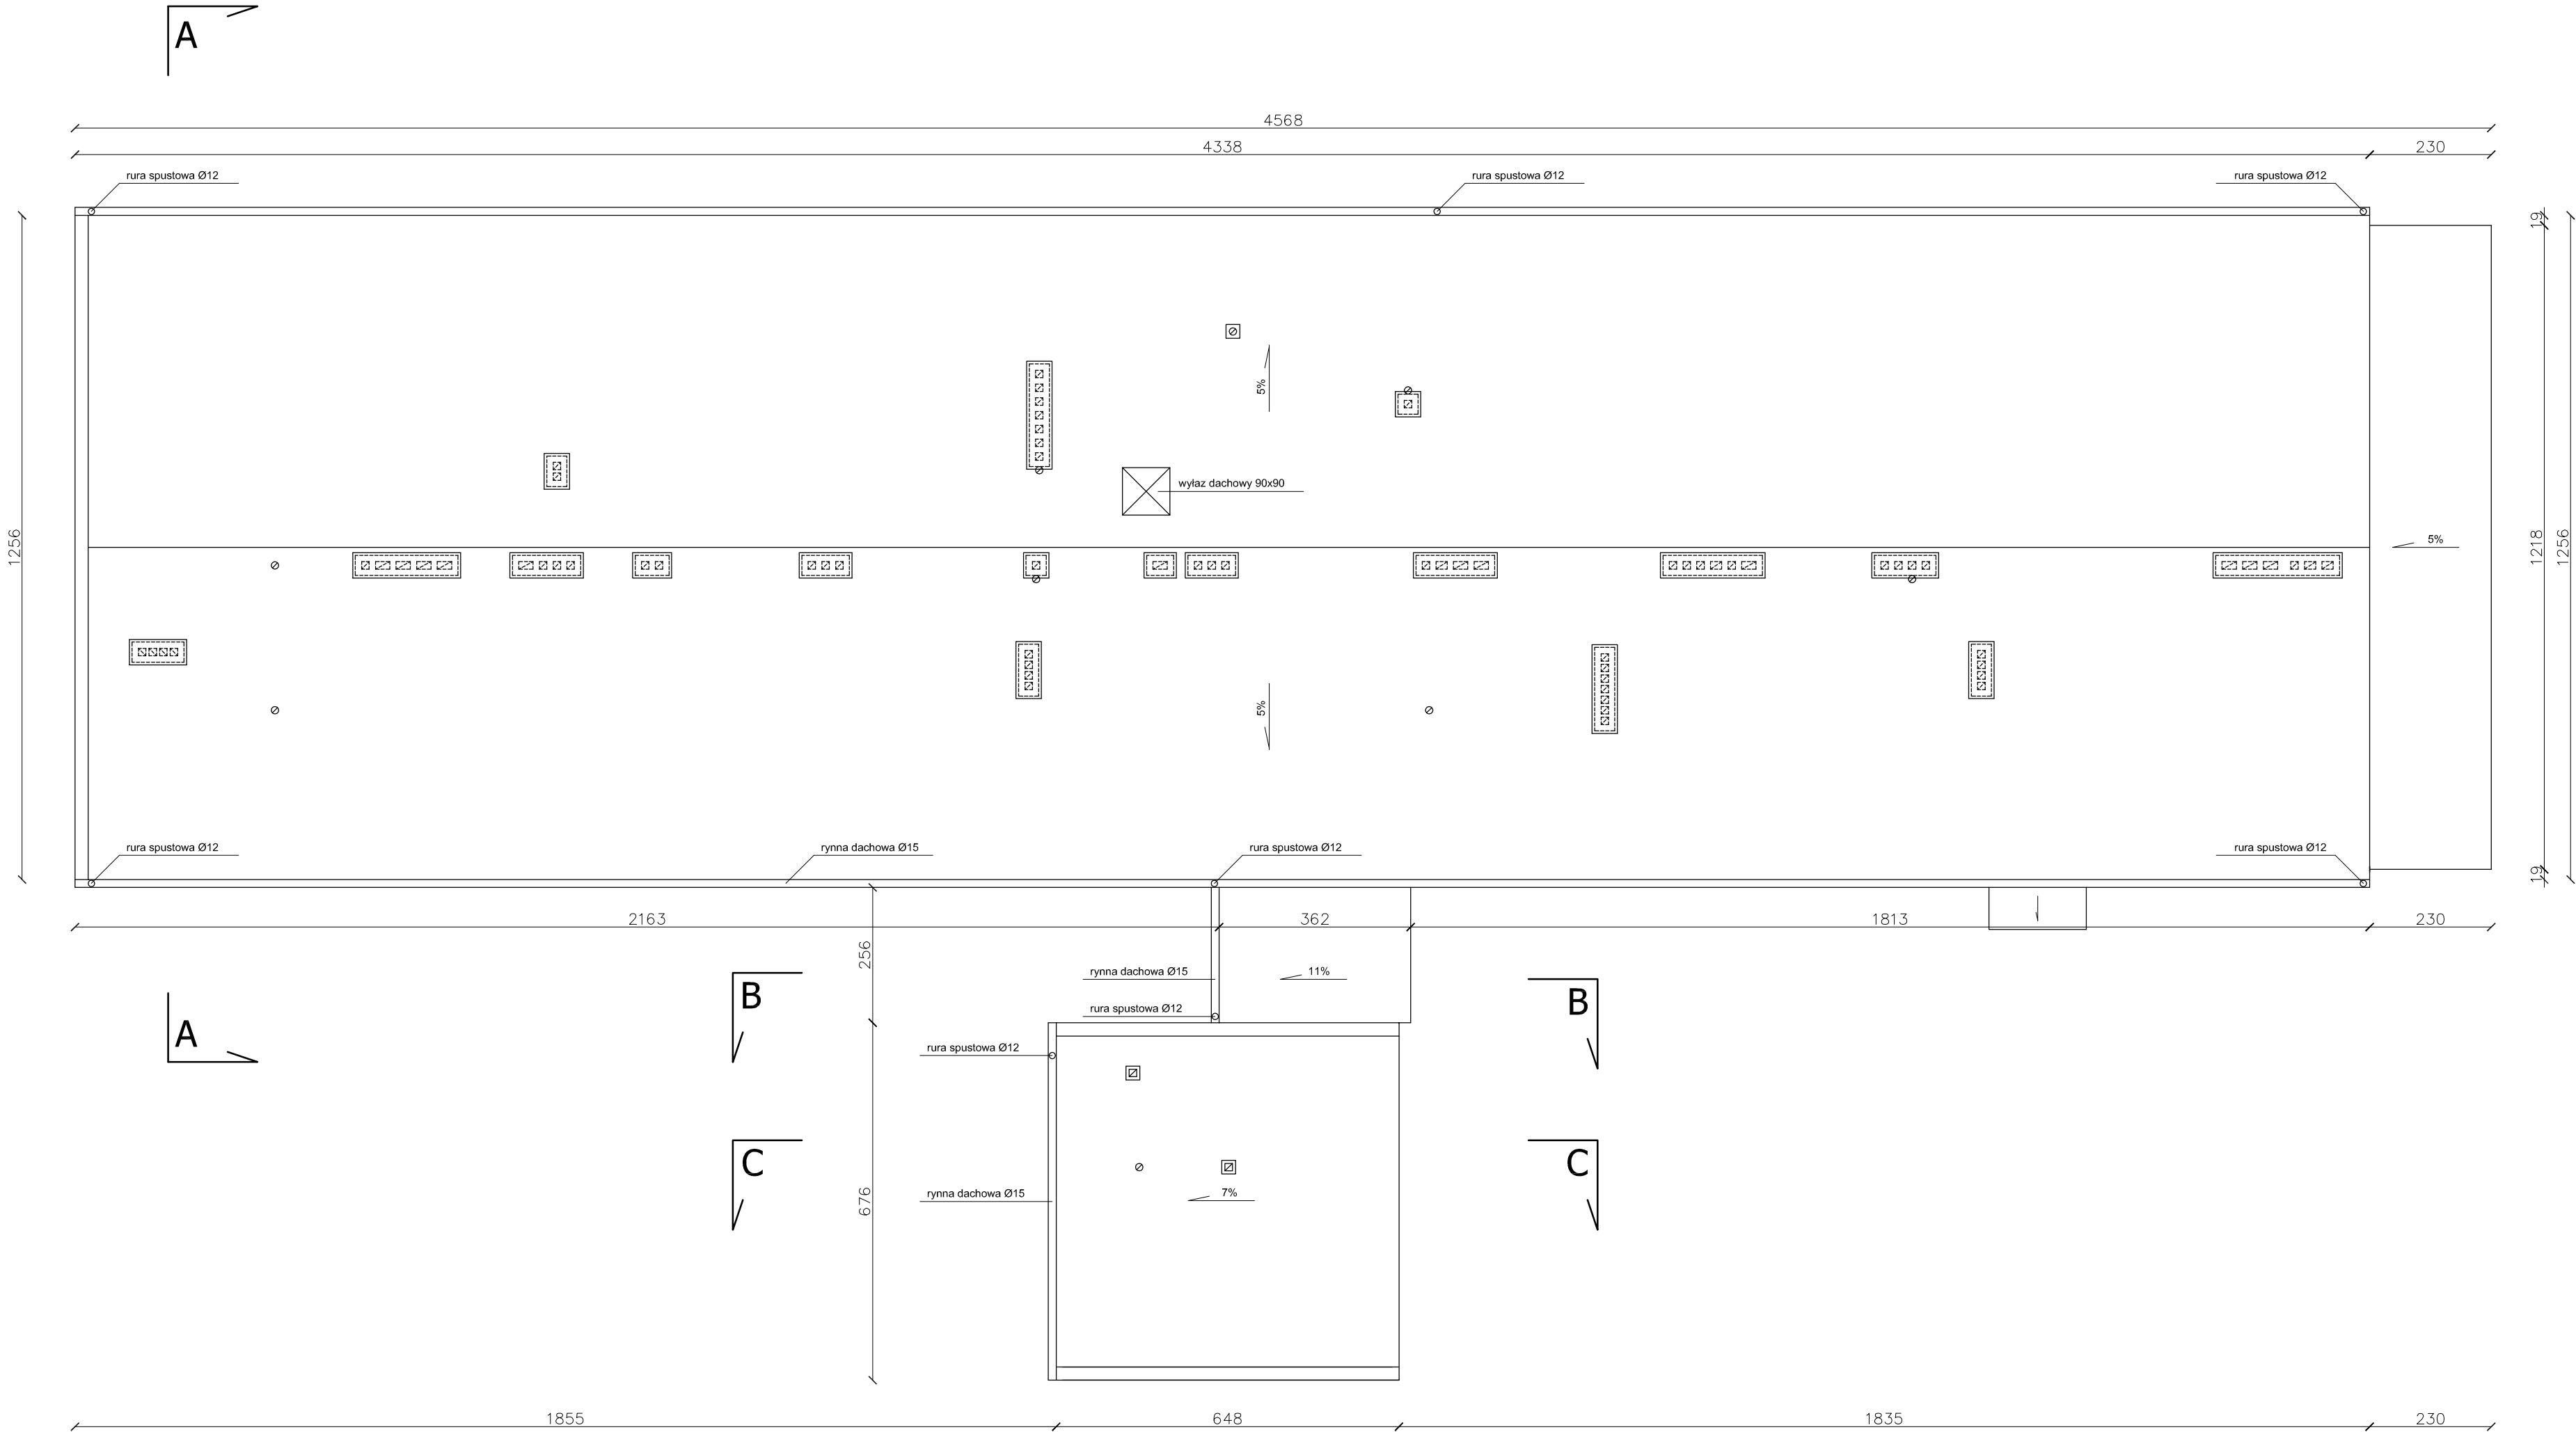 A
4568
4338
230
rura spustowa Ø12
rura spustowa Ø12
rura spustowa Ø12
19
5%
wyłaz dachowy 90x90
1256
5%
1218
1256
5%
rura spustowa Ø12
rynna dachowa Ø15
rura spustowa Ø12
rura spustowa Ø12
19
2163
362
1813
230
256
rynna dachowa Ø15
11%
B
B
rura spustowa Ø12
A
rura spustowa Ø12
C
C
676
rynna dachowa Ø15
7%
1855
648
1835
230